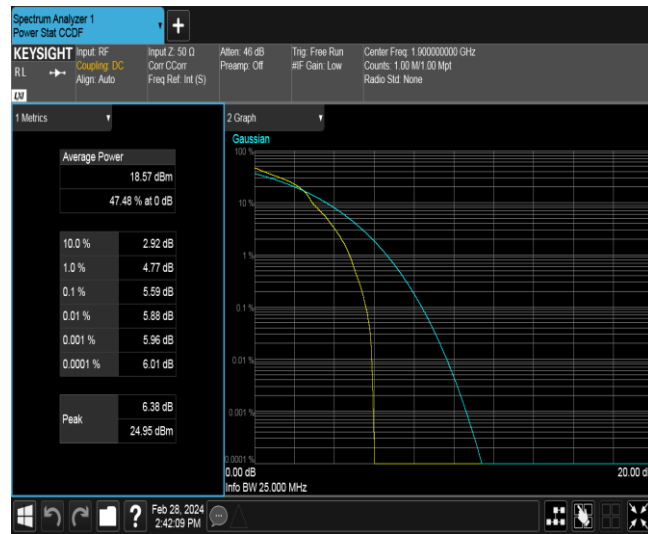 Spectrum Analyzer 1
Power Stat CCDF
+
KEYSIGHT
RL
LXI
Input: RF
Coupling: DC
Align: Auto
Input Z: 50 Ω
Corr CCorr
Freq Ref: Int (S)
Atten: 46 dB
Preamp: Off
Trig: Free Run
#IF Gain: Low
Center Freq: 1.900000000 GHz
Counts: 1.00 M/1.00 Mpt
Radio Std: None
1 Metrics
Average Power
18.57 dBm
47.48 % at 0 dB
10.0 % 2.92 dB
1.0 % 4.77 dB
0.1 % 5.59 dB
0.01 % 5.88 dB
0.001 % 5.96 dB
0.0001 % 6.01 dB
Peak
6.38 dB
24.95 dBm
2 Graph
Gaussian
100 %
10 %
1 %
0.1 %
0.01 %
0.001 %
0.0001 %
0.00 dB
20.00 d
Info BW 25.000 MHz
?
Feb 28, 2024
2:42:09 PM